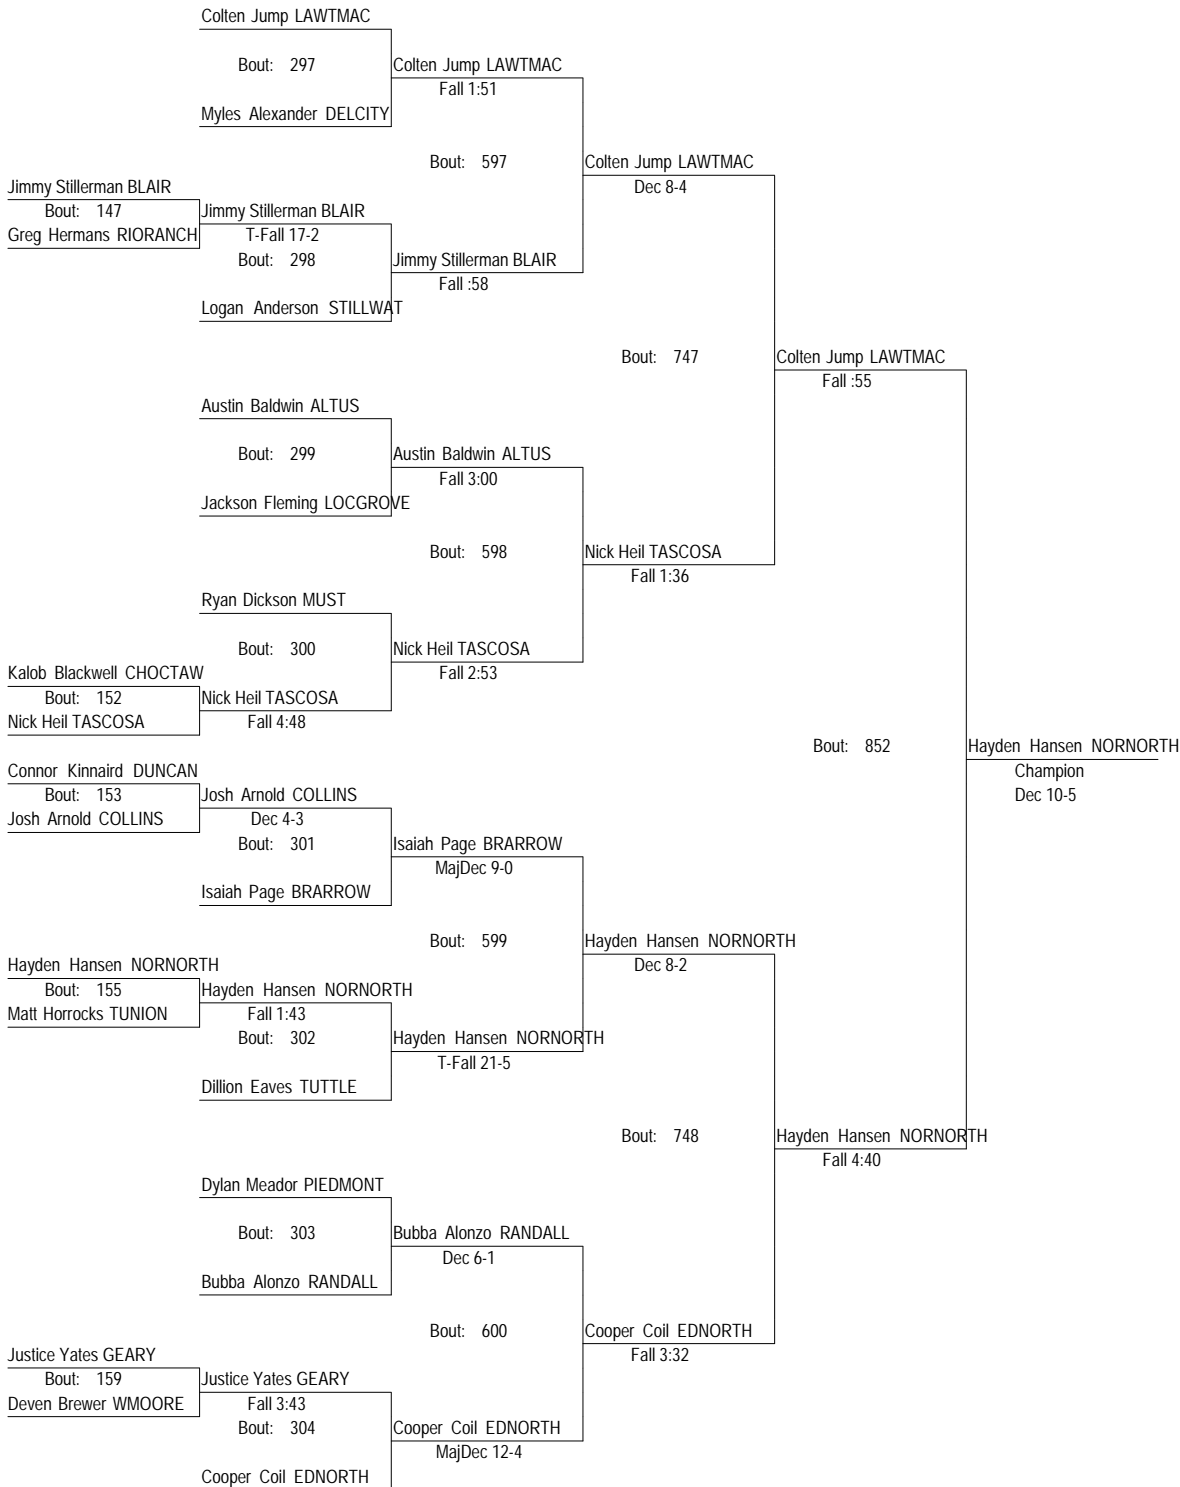 Colten Jump LAWTMAC
Bout: 297
Colten Jump LAWTMAC
Fall 1:51
Myles Alexander DELCITY
Bout: 597
Colten Jump LAWTMAC
Dec 8-4
Jimmy Stillerman BLAIR
Bout: 147
Jimmy Stillerman BLAIR
Greg Hermans RIORANCH
T-Fall 17-2
Bout: 298
Jimmy Stillerman BLAIR
Fall :58
Logan Anderson STILLWAT
Bout: 747
Colten Jump LAWTMAC
Fall :55
Austin Baldwin ALTUS
Bout: 299
Austin Baldwin ALTUS
Fall 3:00
Jackson Fleming LOCGROVE
Bout: 598
Nick Heil TASCOSA
Fall 1:36
Ryan Dickson MUST
Bout: 300
Nick Heil TASCOSA
Fall 2:53
Kalob Blackwell CHOCTAW
Bout: 152
Nick Heil TASCOSA
Nick Heil TASCOSA
Fall 4:48
Bout: 852
Hayden Hansen NORNORTH
Champion
Dec 10-5
Connor Kinnaird DUNCAN
Bout: 153
Josh Arnold COLLINS
Josh Arnold COLLINS
Dec 4-3
Bout: 301
Isaiah Page BRARROW
MajDec 9-0
Isaiah Page BRARROW
Bout: 599
Hayden Hansen NORNORTH
Dec 8-2
Hayden Hansen NORNORTH
Bout: 155
Hayden Hansen NORNORTH
Matt Horrocks TUNION
Fall 1:43
Bout: 302
Hayden Hansen NORNORTH
T-Fall 21-5
Dillion Eaves TUTTLE
Bout: 748
Hayden Hansen NORNORTH
Fall 4:40
Dylan Meador PIEDMONT
Bout: 303
Bubba Alonzo RANDALL
Dec 6-1
Bubba Alonzo RANDALL
Bout: 600
Cooper Coil EDNORTH
Fall 3:32
Justice Yates GEARY
Bout: 159
Justice Yates GEARY
Deven Brewer WMOORE
Fall 3:43
Bout: 304
Cooper Coil EDNORTH
MajDec 12-4
Cooper Coil EDNORTH